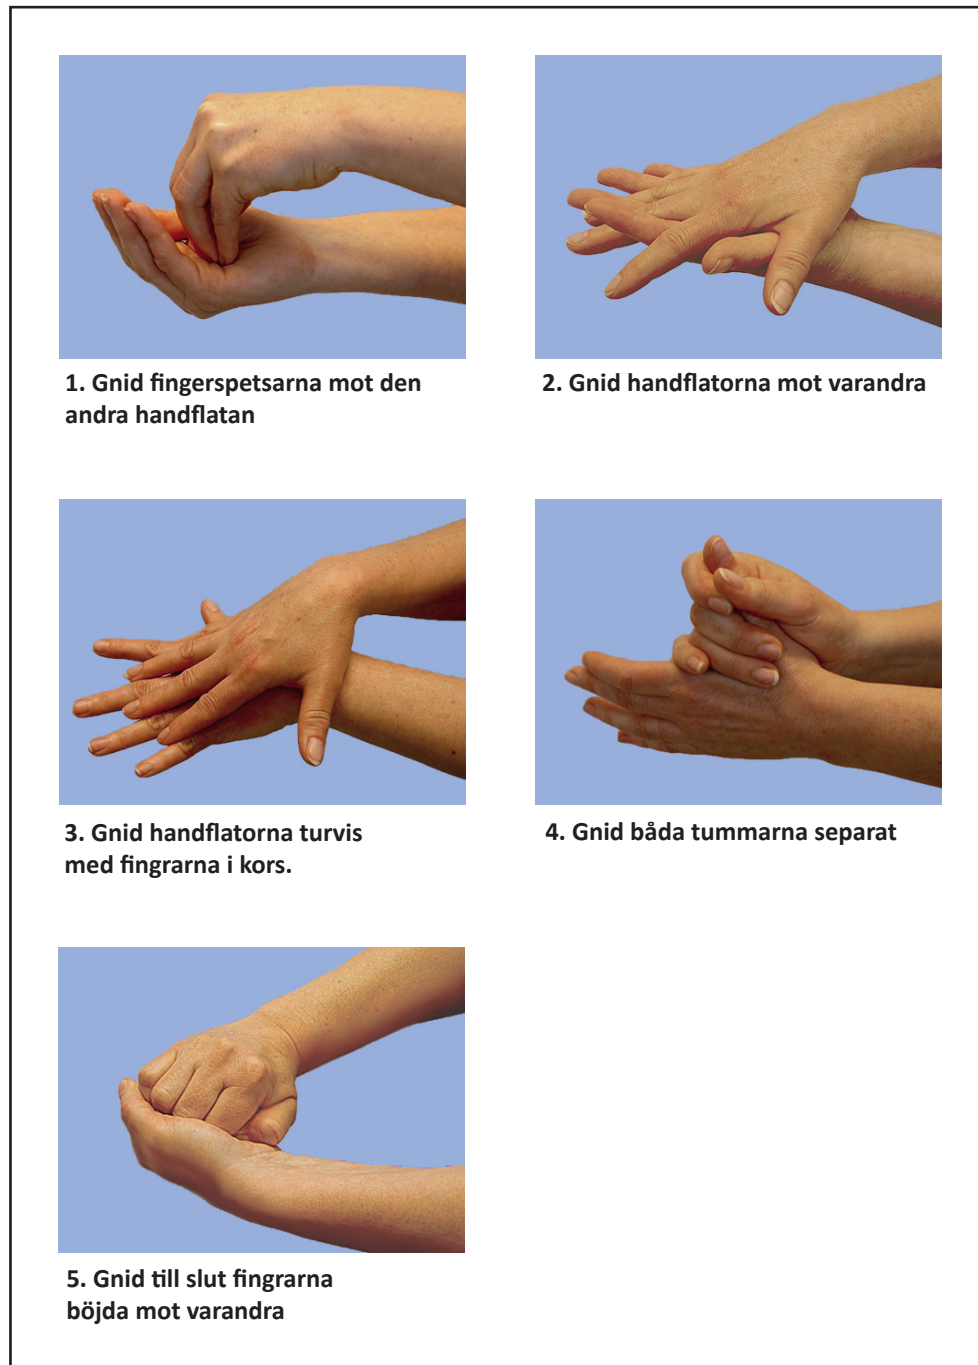 1. Gnid fingerspetsarna mot den
andra handflatan
2. Gnid handflatorna mot varandra
3. Gnid handflatorna turvis
med fingrarna i kors.
4. Gnid båda tummarna separat
5. Gnid till slut fingrarna
böjda mot varandra